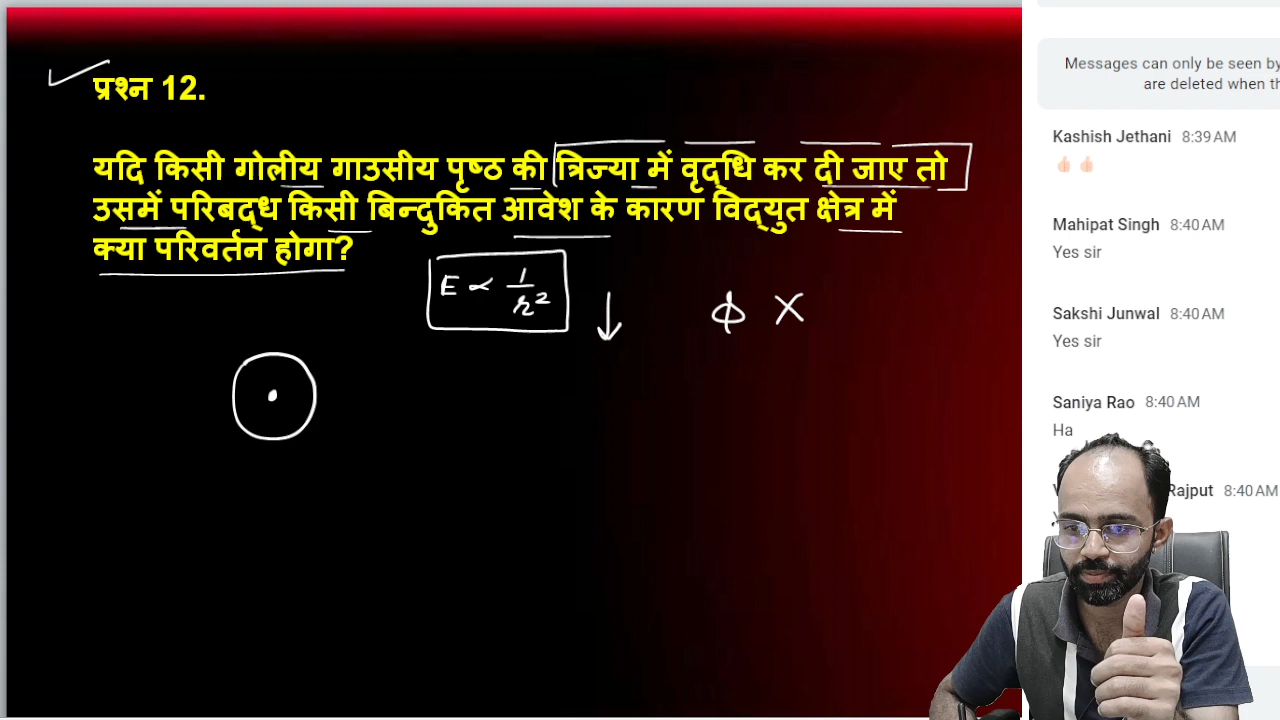 प्रश्न 12.
यदि किसी गोलीय गाउसीय पृष्ठ की त्रिज्या में वृद्धि कर दी जाए तो
उसमें परिबद्ध किसी बिन्दुकित आवेश के कारण विद्युत क्षेत्र में
क्या परिवर्तन होगा?
E ∝ 1/r² ↓ ϕ X
Messages can only be seen by
are deleted when th
Kashish Jethani 8:39 AM
👍🏻 👍🏻
Mahipat Singh 8:40 AM
Yes sir
Sakshi Junwal 8:40 AM
Yes sir
Saniya Rao 8:40 AM
Ha
Rajput 8:40 AM